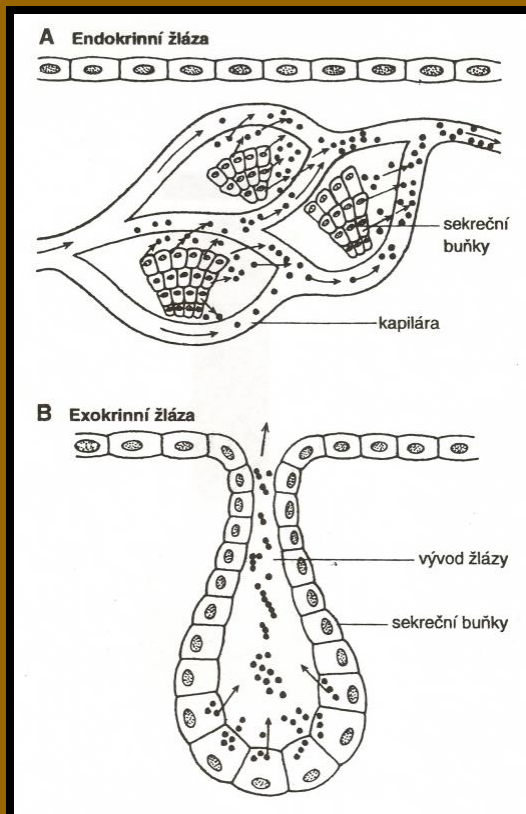 A Endokrinní žláza
sekreční
buňky
kapilára
B Exokrinní žláza
vývod žlázy
sekreční buňky